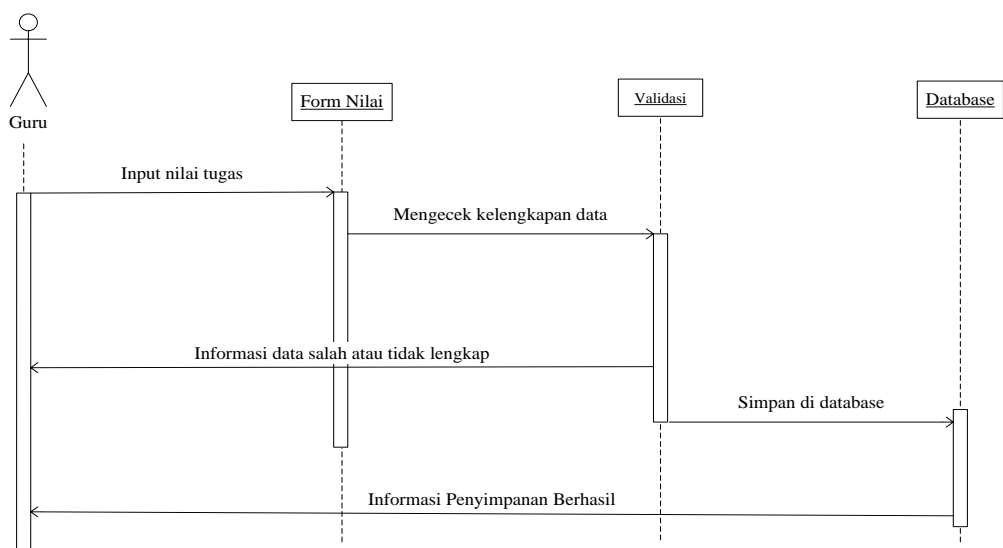 Guru
Form Nilai
Validasi
Database
Input nilai tugas
Mengecek kelengkapan data
Informasi data salah atau tidak lengkap
Simpan di database
Informasi Penyimpanan Berhasil